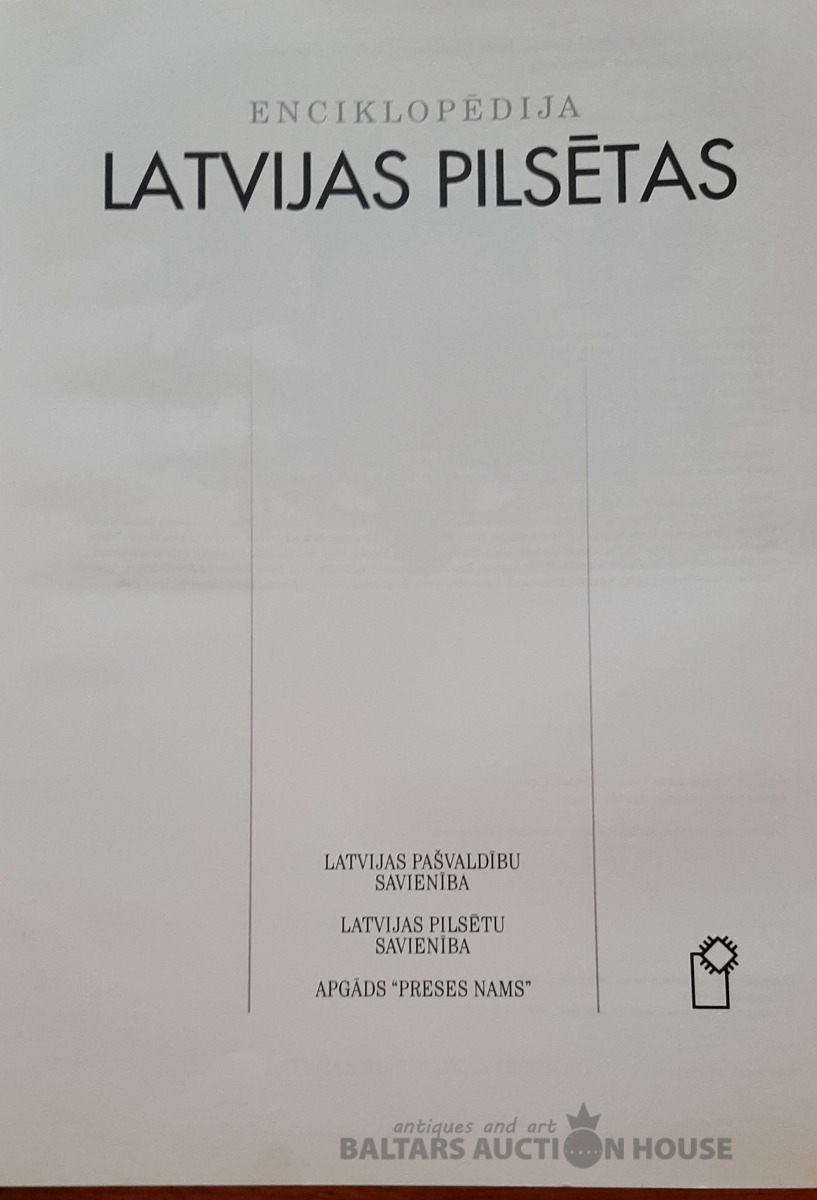 ENCIKLOPĒDIJA
LATVIJAS PILSĒTAS
LATVIJAS PAŠVALDĪBU
SAVIENĪBA
LATVIJAS PILSĒTU
SAVIENĪBA
APGĀDS “PRESES NAMS”
antiques and art
BALTARS AUCTION HOUSE